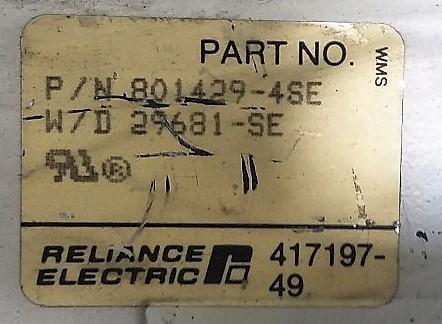 PART NO.
WMS
P/N 801429-4SE
W/D 29681-SE
®
RELIANCE
ELECTRIC
417197-
49